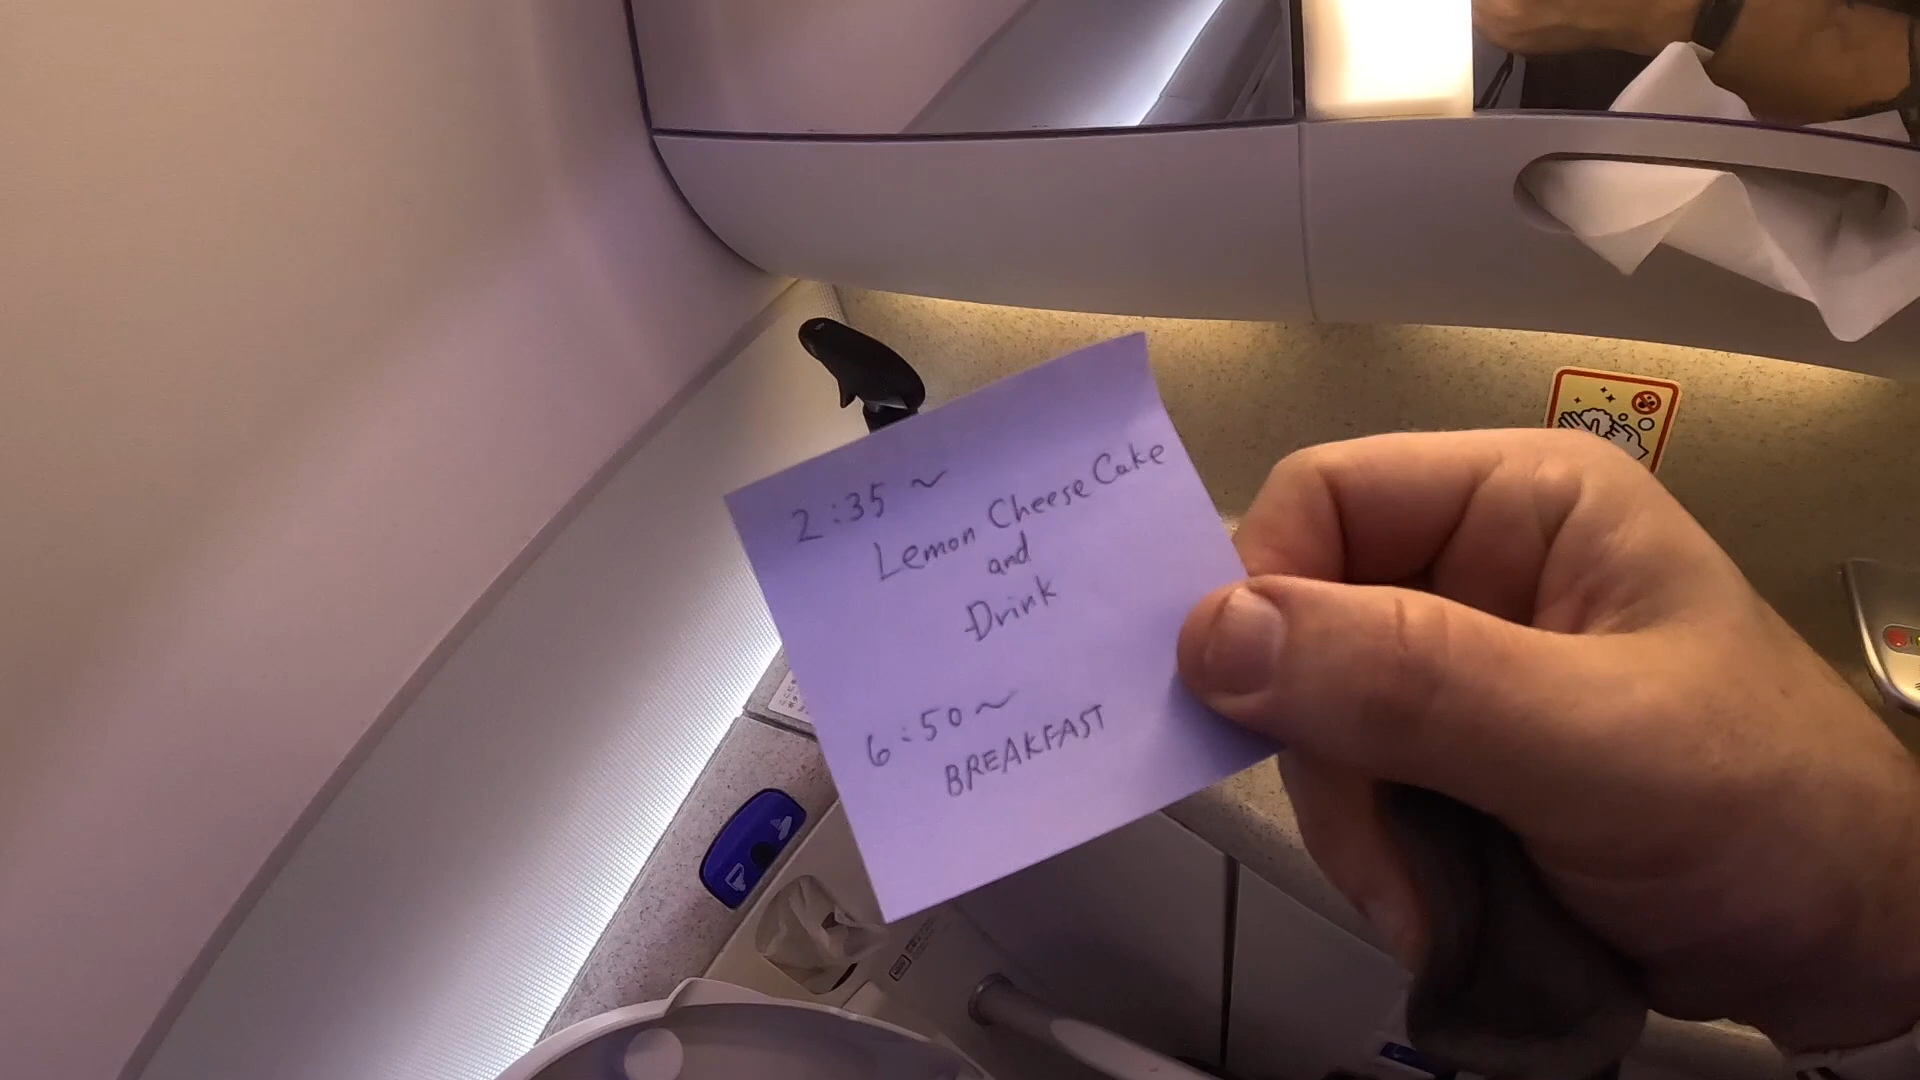 2:35~
Lemon Cheese Cake
and
Drink
6:50~
BREAKFAST